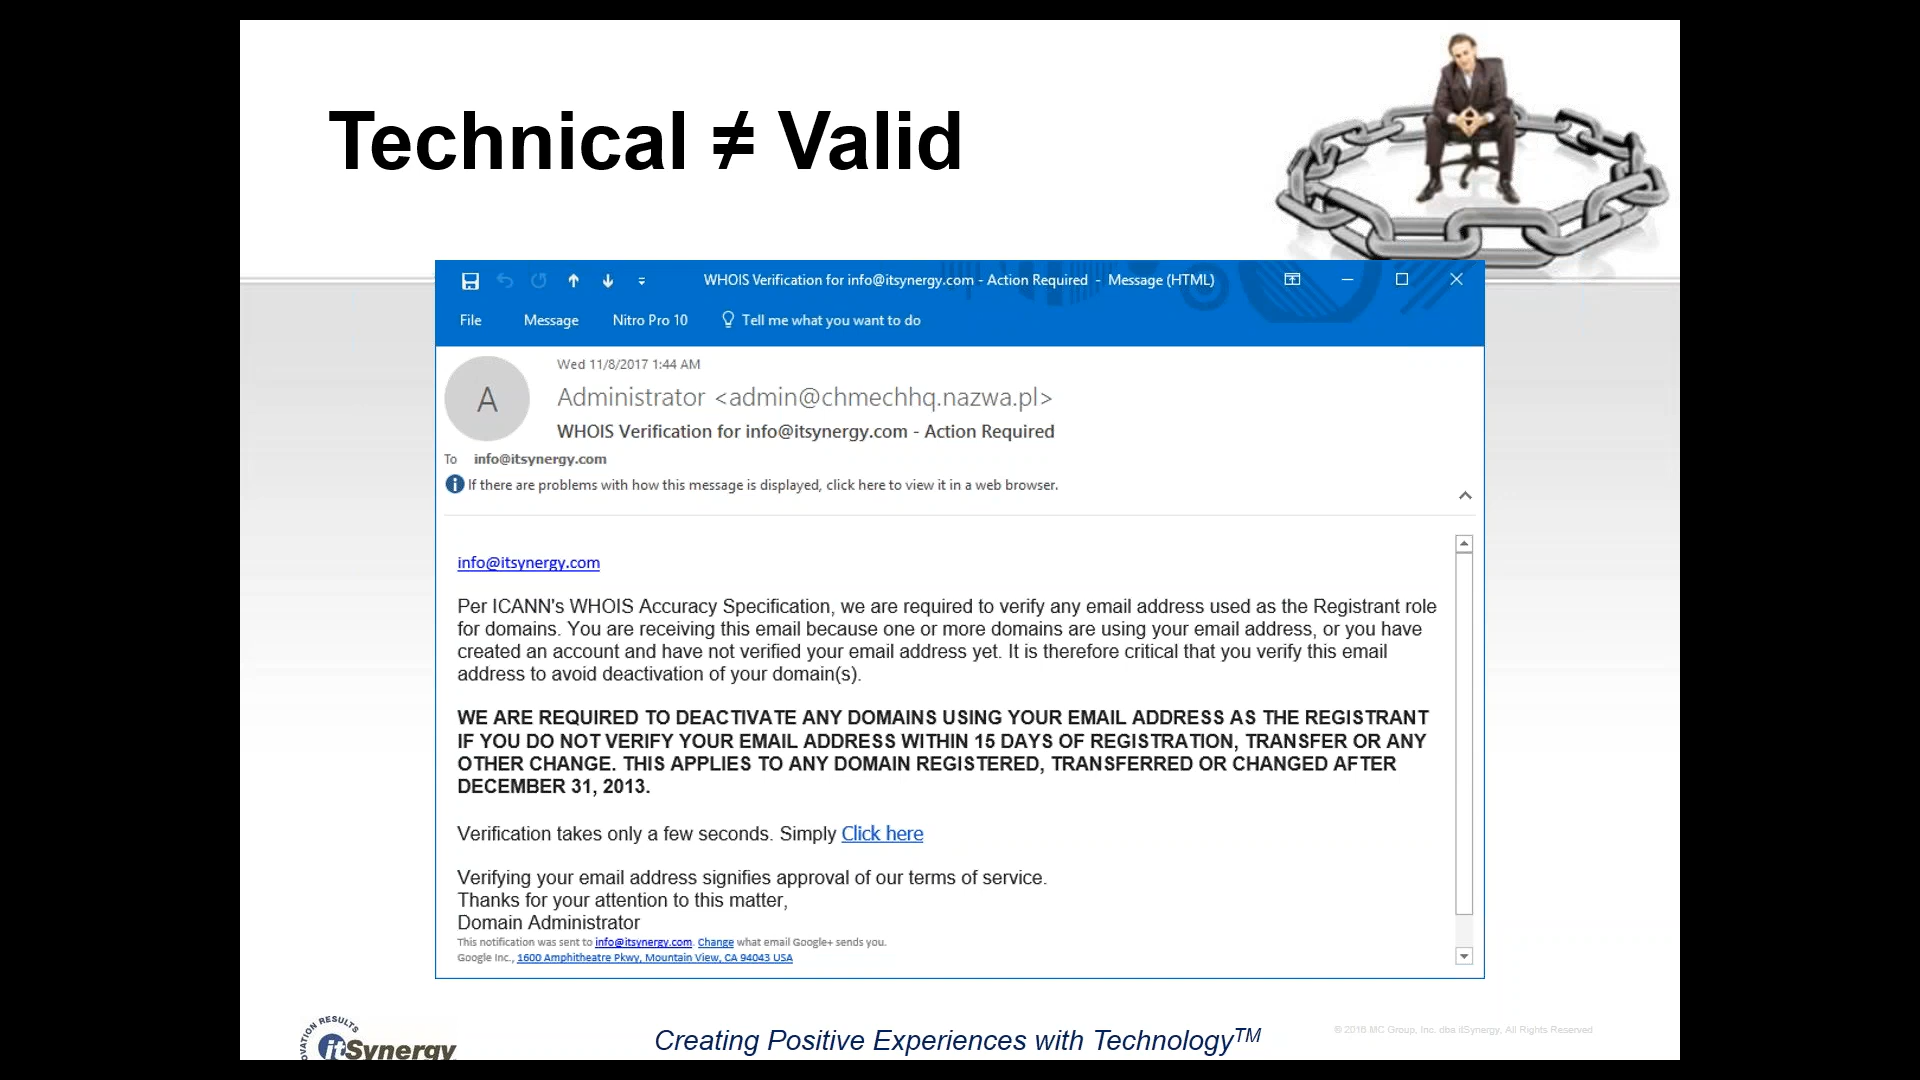 Technical ≠ Valid
WHOIS Verification for info@itsynergy.com - Action Required - Message (HTML)
File Message Nitro Pro 10 Tell me what you want to do
Wed 11/8/2017 1:44 AM
A
Administrator <admin@chmechhq.nazwa.pl>
WHOIS Verification for info@itsynergy.com - Action Required
To info@itsynergy.com
If there are problems with how this message is displayed, click here to view it in a web browser.
info@itsynergy.com
Per ICANN's WHOIS Accuracy Specification, we are required to verify any email address used as the Registrant role
for domains. You are receiving this email because one or more domains are using your email address, or you have
created an account and have not verified your email address yet. It is therefore critical that you verify this email
address to avoid deactivation of your domain(s).
WE ARE REQUIRED TO DEACTIVATE ANY DOMAINS USING YOUR EMAIL ADDRESS AS THE REGISTRANT
IF YOU DO NOT VERIFY YOUR EMAIL ADDRESS WITHIN 15 DAYS OF REGISTRATION, TRANSFER OR ANY
OTHER CHANGE. THIS APPLIES TO ANY DOMAIN REGISTERED, TRANSFERRED OR CHANGED AFTER
DECEMBER 31, 2013.
Verification takes only a few seconds. Simply Click here
Verifying your email address signifies approval of our terms of service.
Thanks for your attention to this matter,
Domain Administrator
This notification was sent to info@itsynergy.com. Change what email Google+ sends you.
Google Inc., 1600 Amphitheatre Pkwy, Mountain View, CA 94043 USA
RESULTS
itSynergy
Creating Positive Experiences with Technology™
© 2016 MC Group, Inc. dba itSynergy, All Rights Reserved